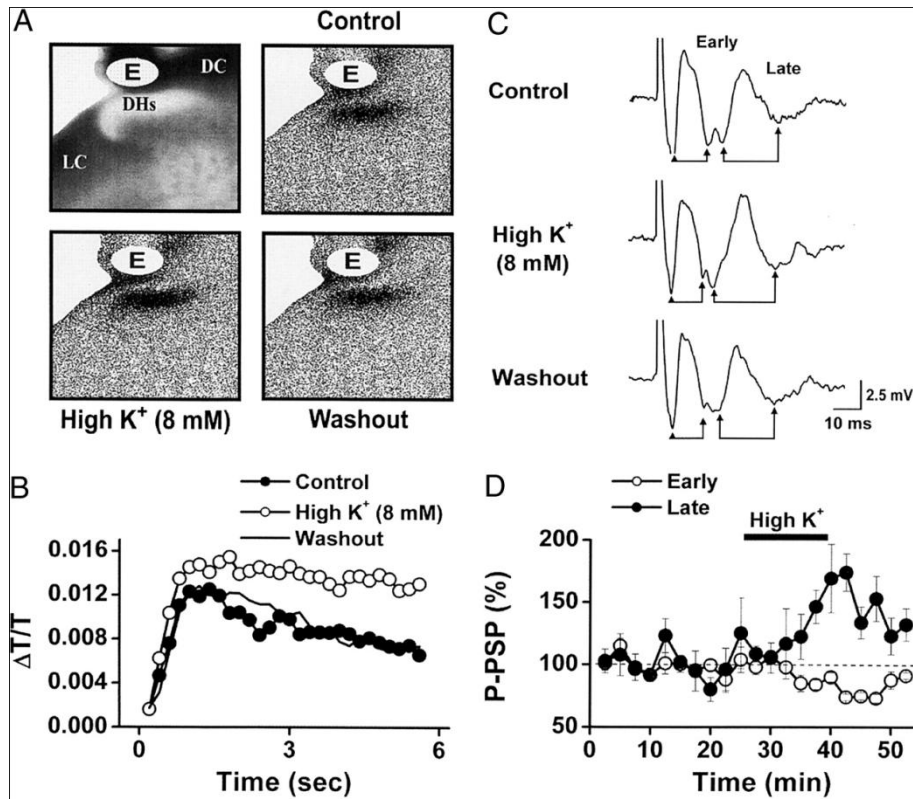 A
Control
E
DC
DHs
LC
E
E
E
High K+ (8 mM)
Washout
B
Control
High K+ (8 mM)
Washout
0.016
0.012
0.008
0.004
0.000
ΔT/T
0
3
6
Time (sec)
C
Early
Late
Control
High K+
(8 mM)
Washout
2.5 mV
10 ms
D
Early
Late
High K+
200
150
100
50
P-PSP (%)
0
10
20
30
40
50
Time (min)